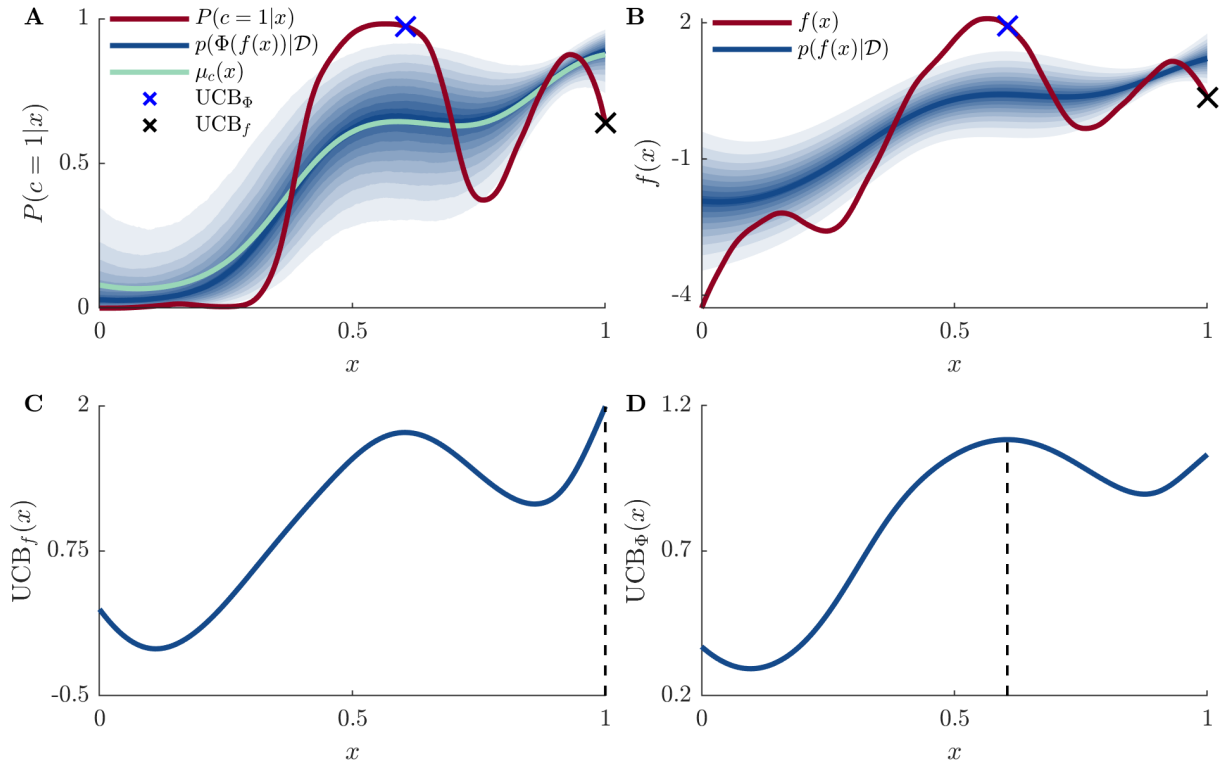 A
P(c = 1|x)
p(Φ(f(x))|𝒟)
μ_c(x)
UCB_Φ
UCB_f
1
0.5
0
P(c = 1|x)
0
0.5
1
x
B
f(x)
p(f(x)|𝒟)
2
-1
-4
f(x)
0
0.5
1
x
C
2
0.75
-0.5
UCB_f(x)
0
0.5
1
x
D
1.2
0.7
0.2
UCB_Φ(x)
0
0.5
1
x